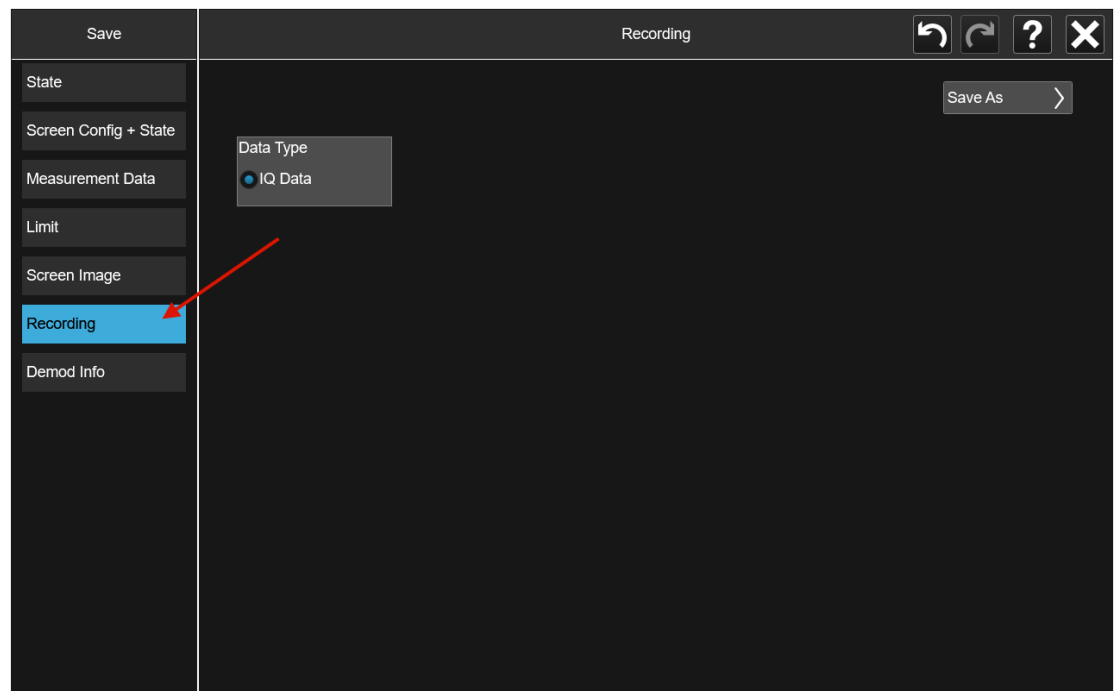 Save
Recording
?
State
Save As
Screen Config + State
Data Type
Measurement Data
IQ Data
Limit
Screen Image
Recording
Demod Info